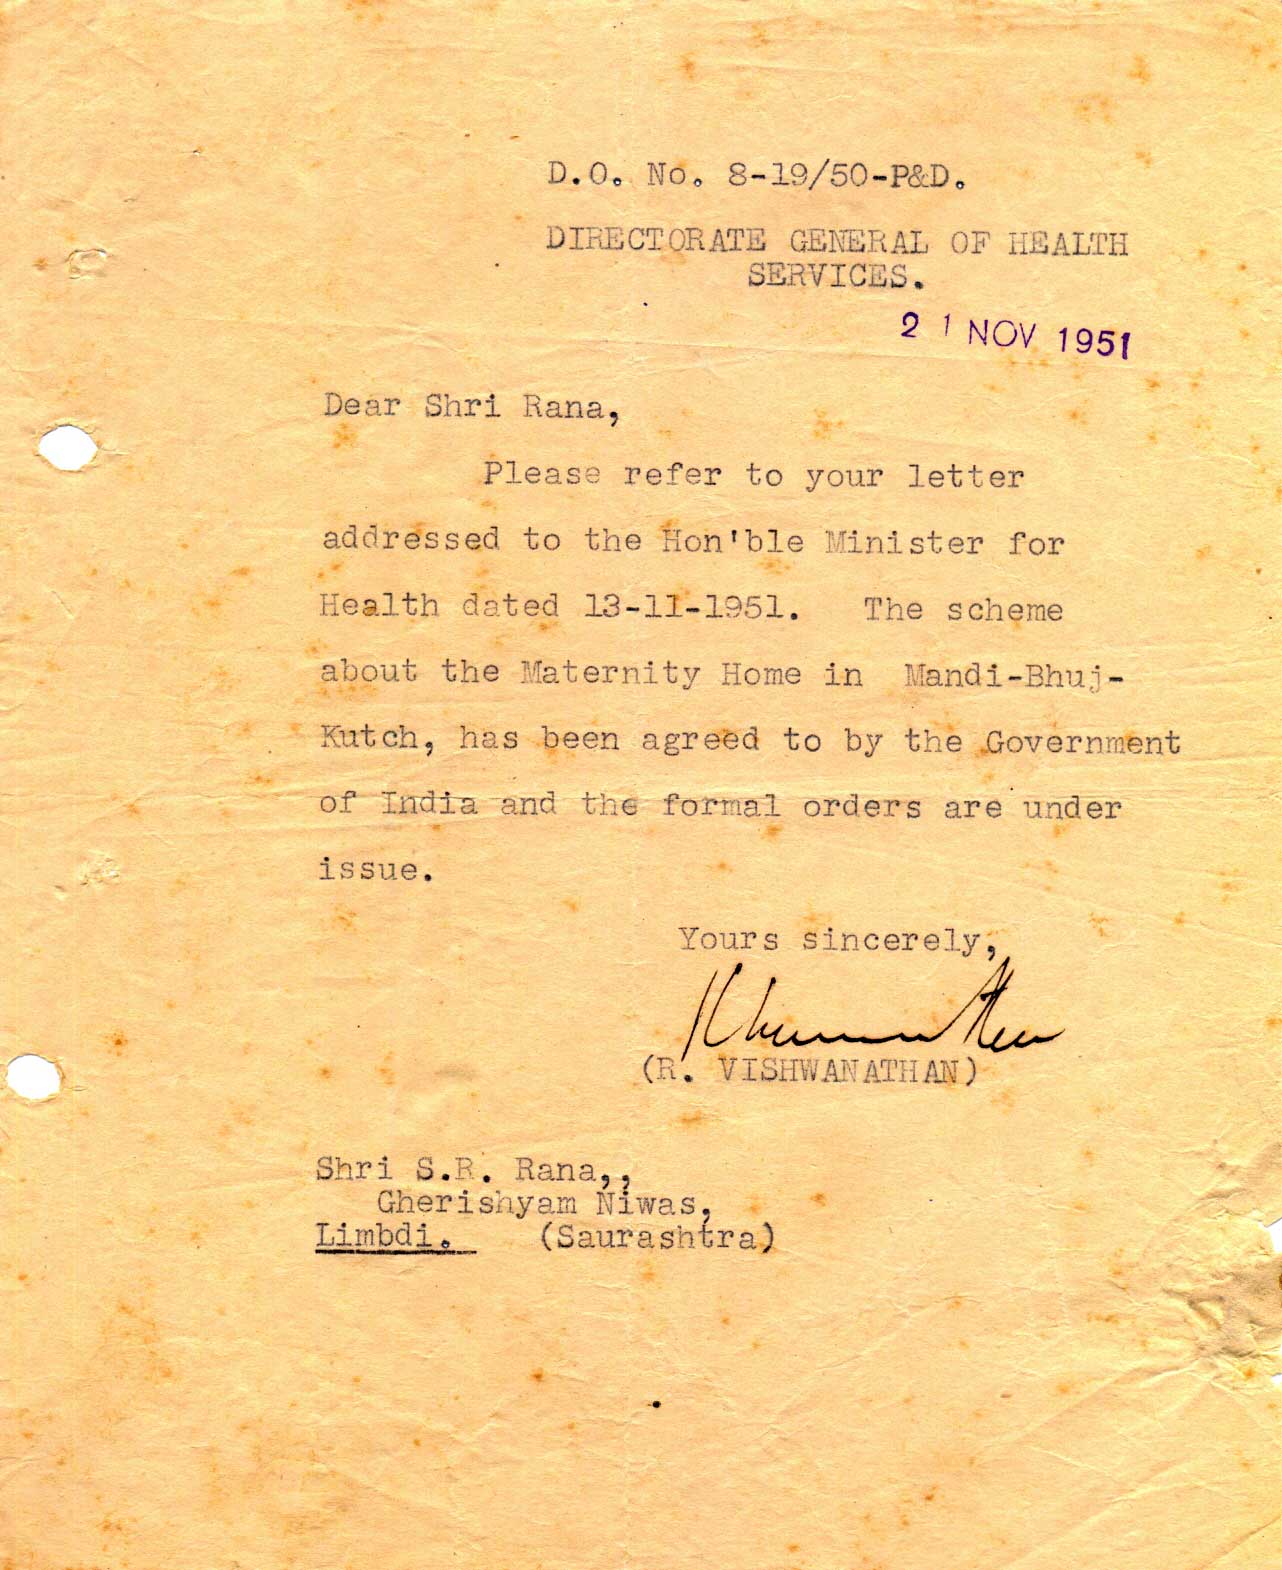 D.O. No. 8-19/50-P&D.
DIRECTORATE GENERAL OF HEALTH
SERVICES.
21 NOV 1951
Dear Shri Rana,
Please refer to your letter
addressed to the Hon'ble Minister for
Health dated 13-11-1951. The scheme
about the Maternity Home in Mandi-Bhuj-
Kutch, has been agreed to by the Government
of India and the formal orders are under
issue.
Yours sincerely,
(R. VISHWANATHAN)
Shri S.R. Rana,,
Gherishyam Niwas,
Limbdi. (Saurashtra)